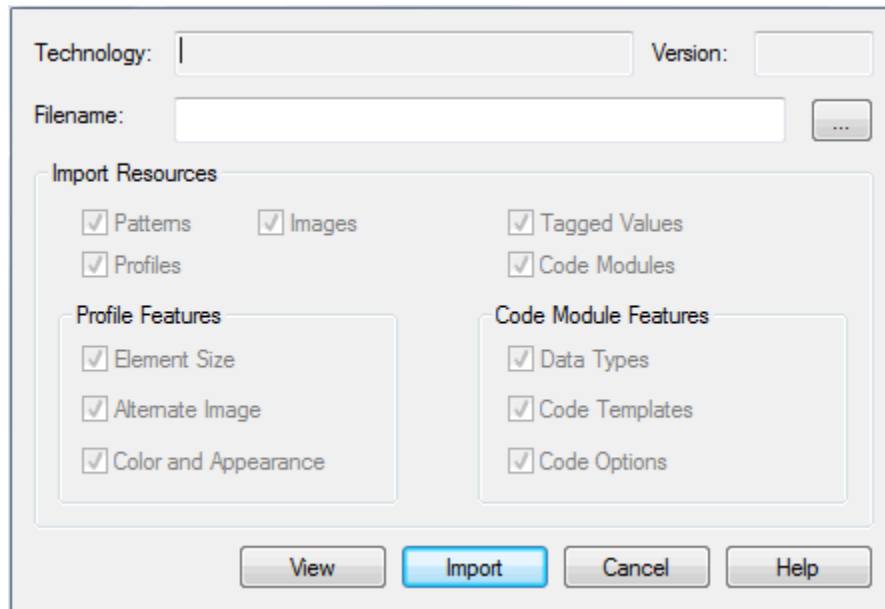 Technology: Version:
Filename: ...
Import Resources
Patterns Images Tagged Values
Profiles Code Modules
Profile Features Code Module Features
Element Size Data Types
Alternate Image Code Templates
Color and Appearance Code Options
View Import Cancel Help